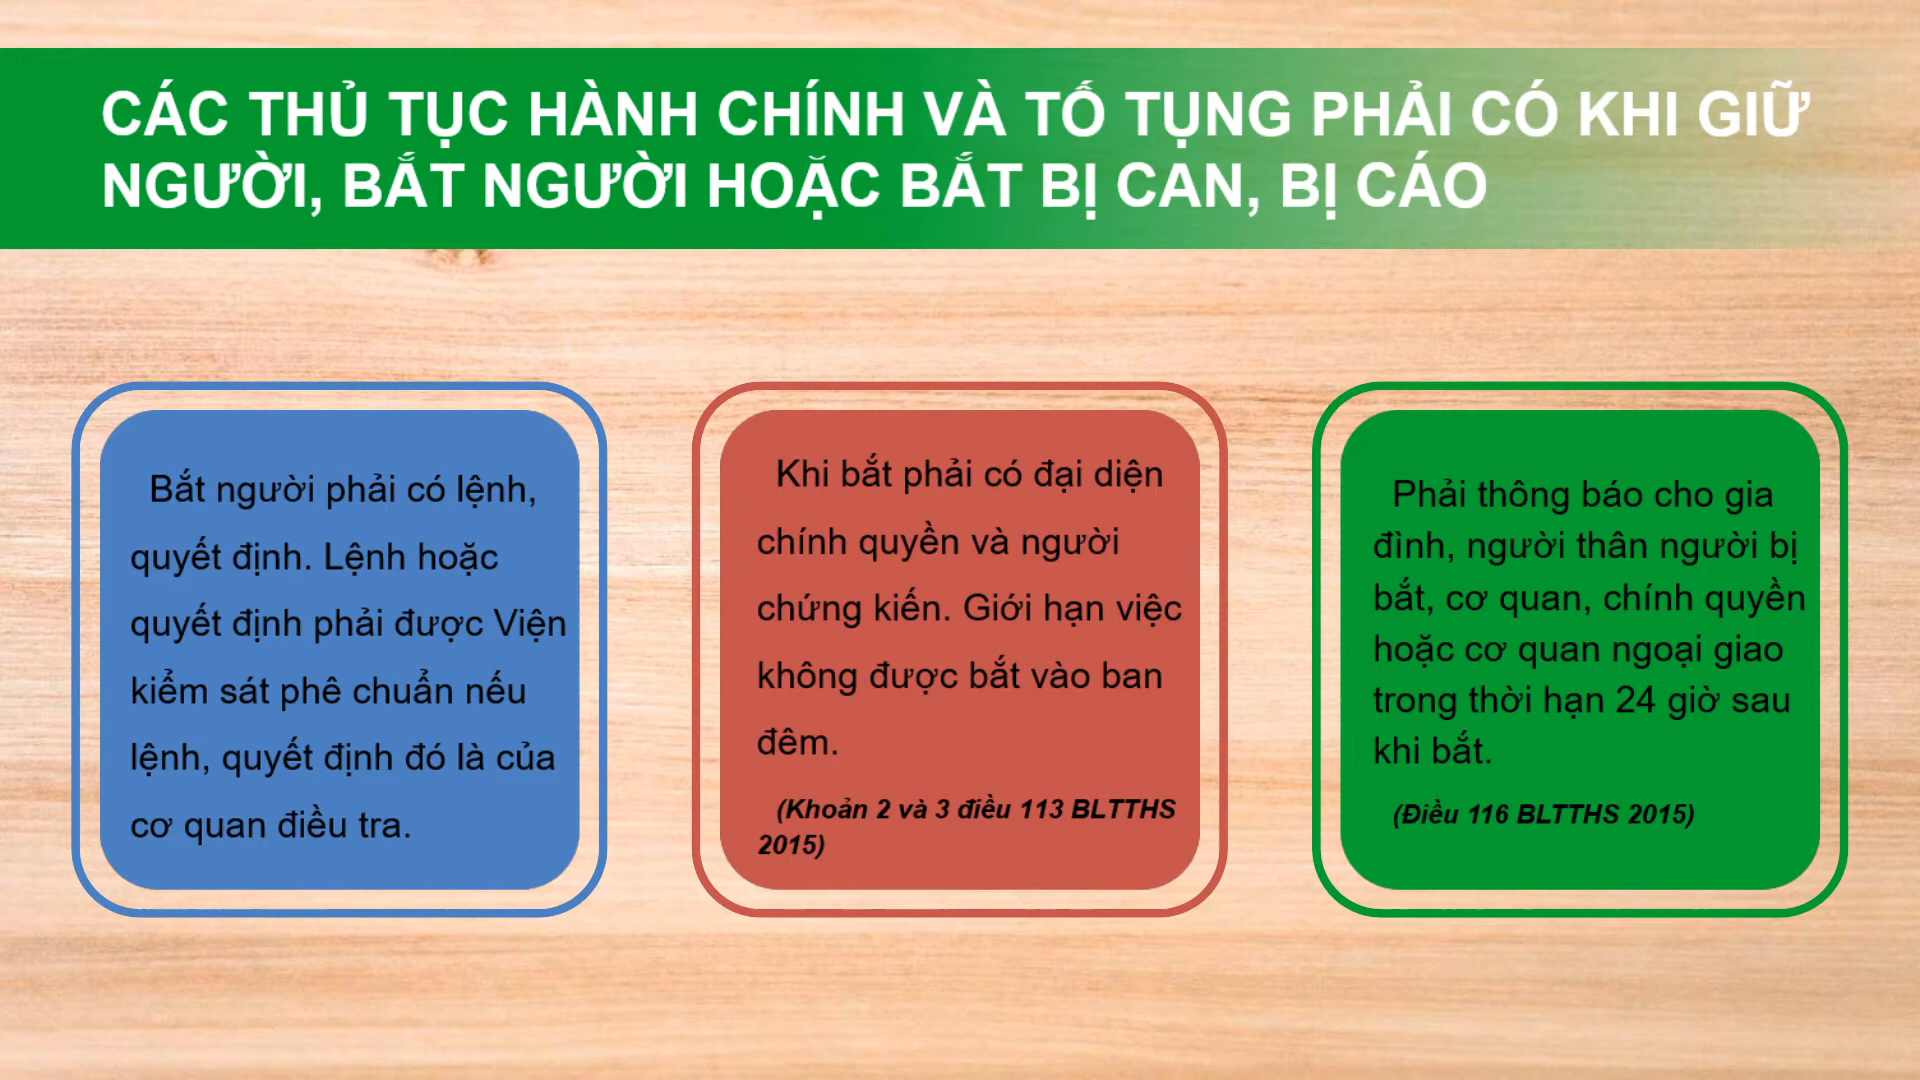 CÁC THỦ TỤC HÀNH CHÍNH VÀ TỐ TỤNG PHẢI CÓ KHI GIỮ
NGƯỜI, BẮT NGƯỜI HOẶC BẮT BỊ CAN, BỊ CÁO
Bắt người phải có lệnh,
quyết định. Lệnh hoặc
quyết định phải được Viện
kiểm sát phê chuẩn nếu
lệnh, quyết định đó là của
cơ quan điều tra.
Khi bắt phải có đại diện
chính quyền và người
chứng kiến. Giới hạn việc
không được bắt vào ban
đêm.
(Khoản 2 và 3 điều 113 BLTTHS
2015)
Phải thông báo cho gia
đình, người thân người bị
bắt, cơ quan, chính quyền
hoặc cơ quan ngoại giao
trong thời hạn 24 giờ sau
khi bắt.
(Điều 116 BLTTHS 2015)